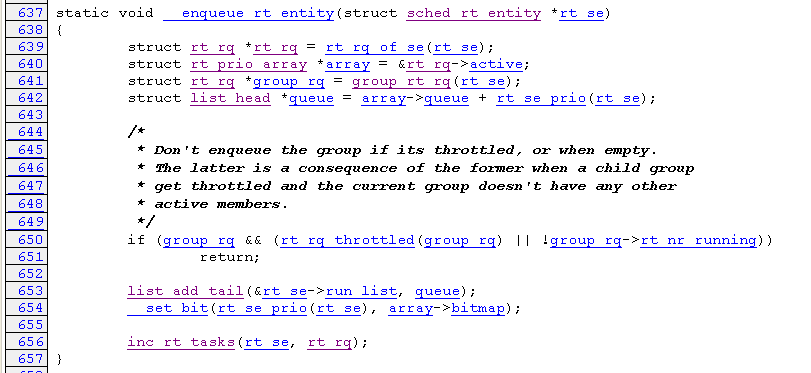 637 static void __enqueue_rt_entity(struct sched_rt_entity *rt_se)
638 {
639 struct rt_rq *rt_rq = rt_rq_of_se(rt_se);
640 struct rt_prio_array *array = &rt_rq->active;
641 struct rt_rq *group_rq = group_rt_rq(rt_se);
642 struct list_head *queue = array->queue + rt_se_prio(rt_se);
643
644 /*
645 * Don't enqueue the group if its throttled, or when empty.
646 * The latter is a consequence of the former when a child group
647 * get throttled and the current group doesn't have any other
648 * active members.
649 */
650 if (group_rq && (rt_rq_throttled(group_rq) || !group_rq->rt_nr_running))
651 return;
652
653 list_add_tail(&rt_se->run_list, queue);
654 __set_bit(rt_se_prio(rt_se), array->bitmap);
655
656 inc_rt_tasks(rt_se, rt_rq);
657 }